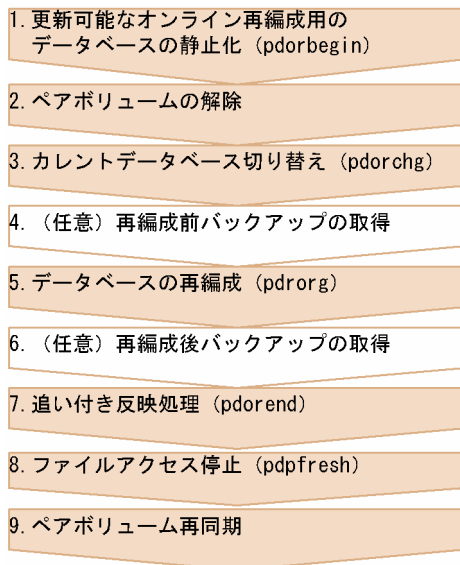 1. 更新可能なオンライン再編成用の
データベースの静止化（pdorbegin）
2. ペアボリュームの解除
3. カレントデータベース切り替え（pdorchg）
4. （任意）再編成前バックアップの取得
5. データベースの再編成（pdrorg）
6. （任意）再編成後バックアップの取得
7. 追い付き反映処理（pdorend）
8. ファイルアクセス停止（pdpfresh）
9. ペアボリューム再同期